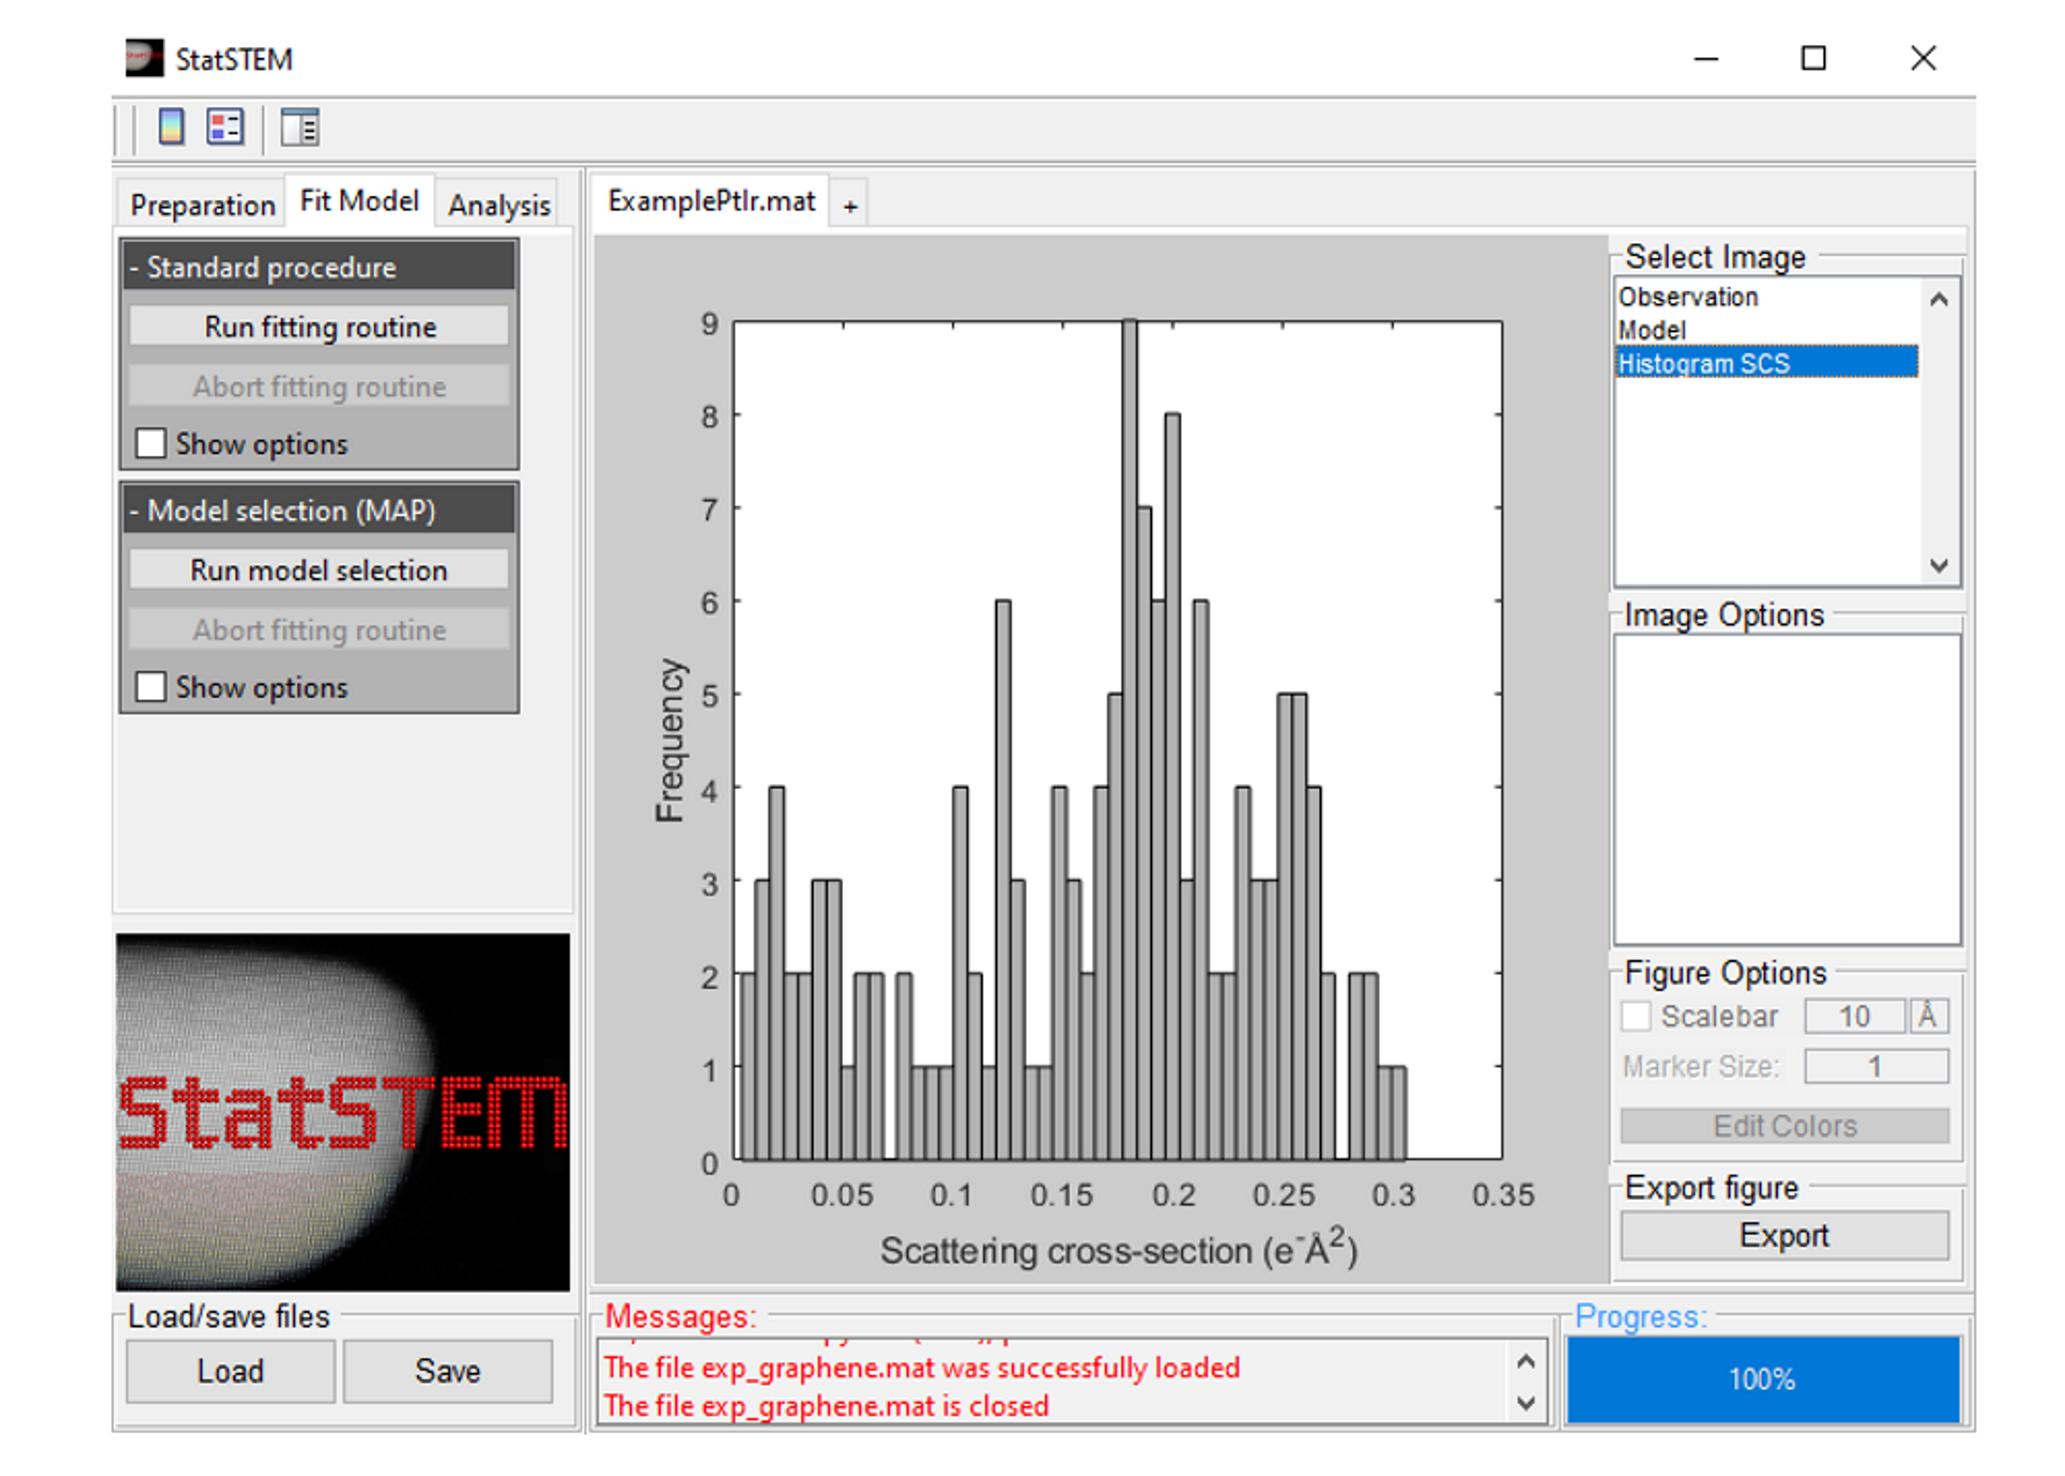 StatSTEM
Preparation
Fit Model
Analysis
- Standard procedure
Run fitting routine
Abort fitting routine
Show options
- Model selection (MAP)
Run model selection
Abort fitting routine
Show options
StatSTEM
Load/save files
Load
Save
ExamplePtIr.mat
+
9
8
7
6
5
4
3
2
1
0
Frequency
0 0.05 0.1 0.15 0.2 0.25 0.3 0.35
Scattering cross-section (e⁻Å²)
Select Image
Observation
Model
Histogram SCS
Image Options
Figure Options
Scalebar 10 Å
Marker Size: 1
Edit Colors
Export figure
Export
Messages:
The file exp_graphene.mat was successfully loaded
The file exp_graphene.mat is closed
Progress:
100%